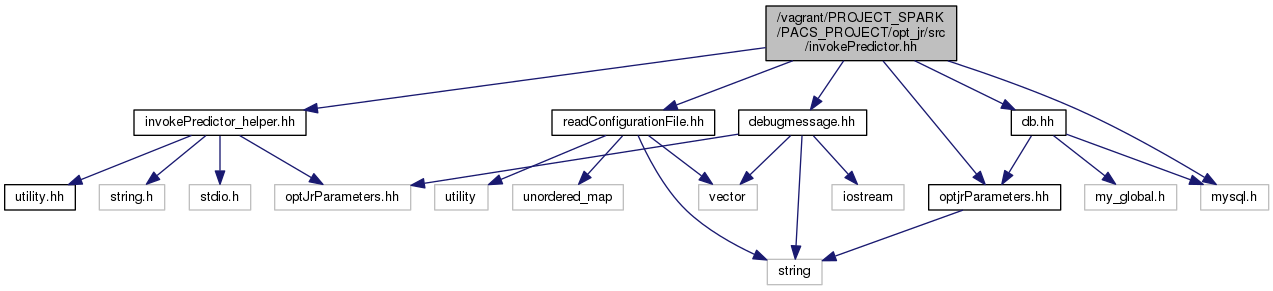 /vagrant/PROJECT_SPARK
/PACS_PROJECT/opt_jr/src
/invokePredictor.hh
invokePredictor_helper.hh
readConfigurationFile.hh
debugmessage.hh
db.hh
utility.hh
string.h
stdio.h
optJrParameters.hh
utility
unordered_map
vector
iostream
optjrParameters.hh
my_global.h
mysql.h
string